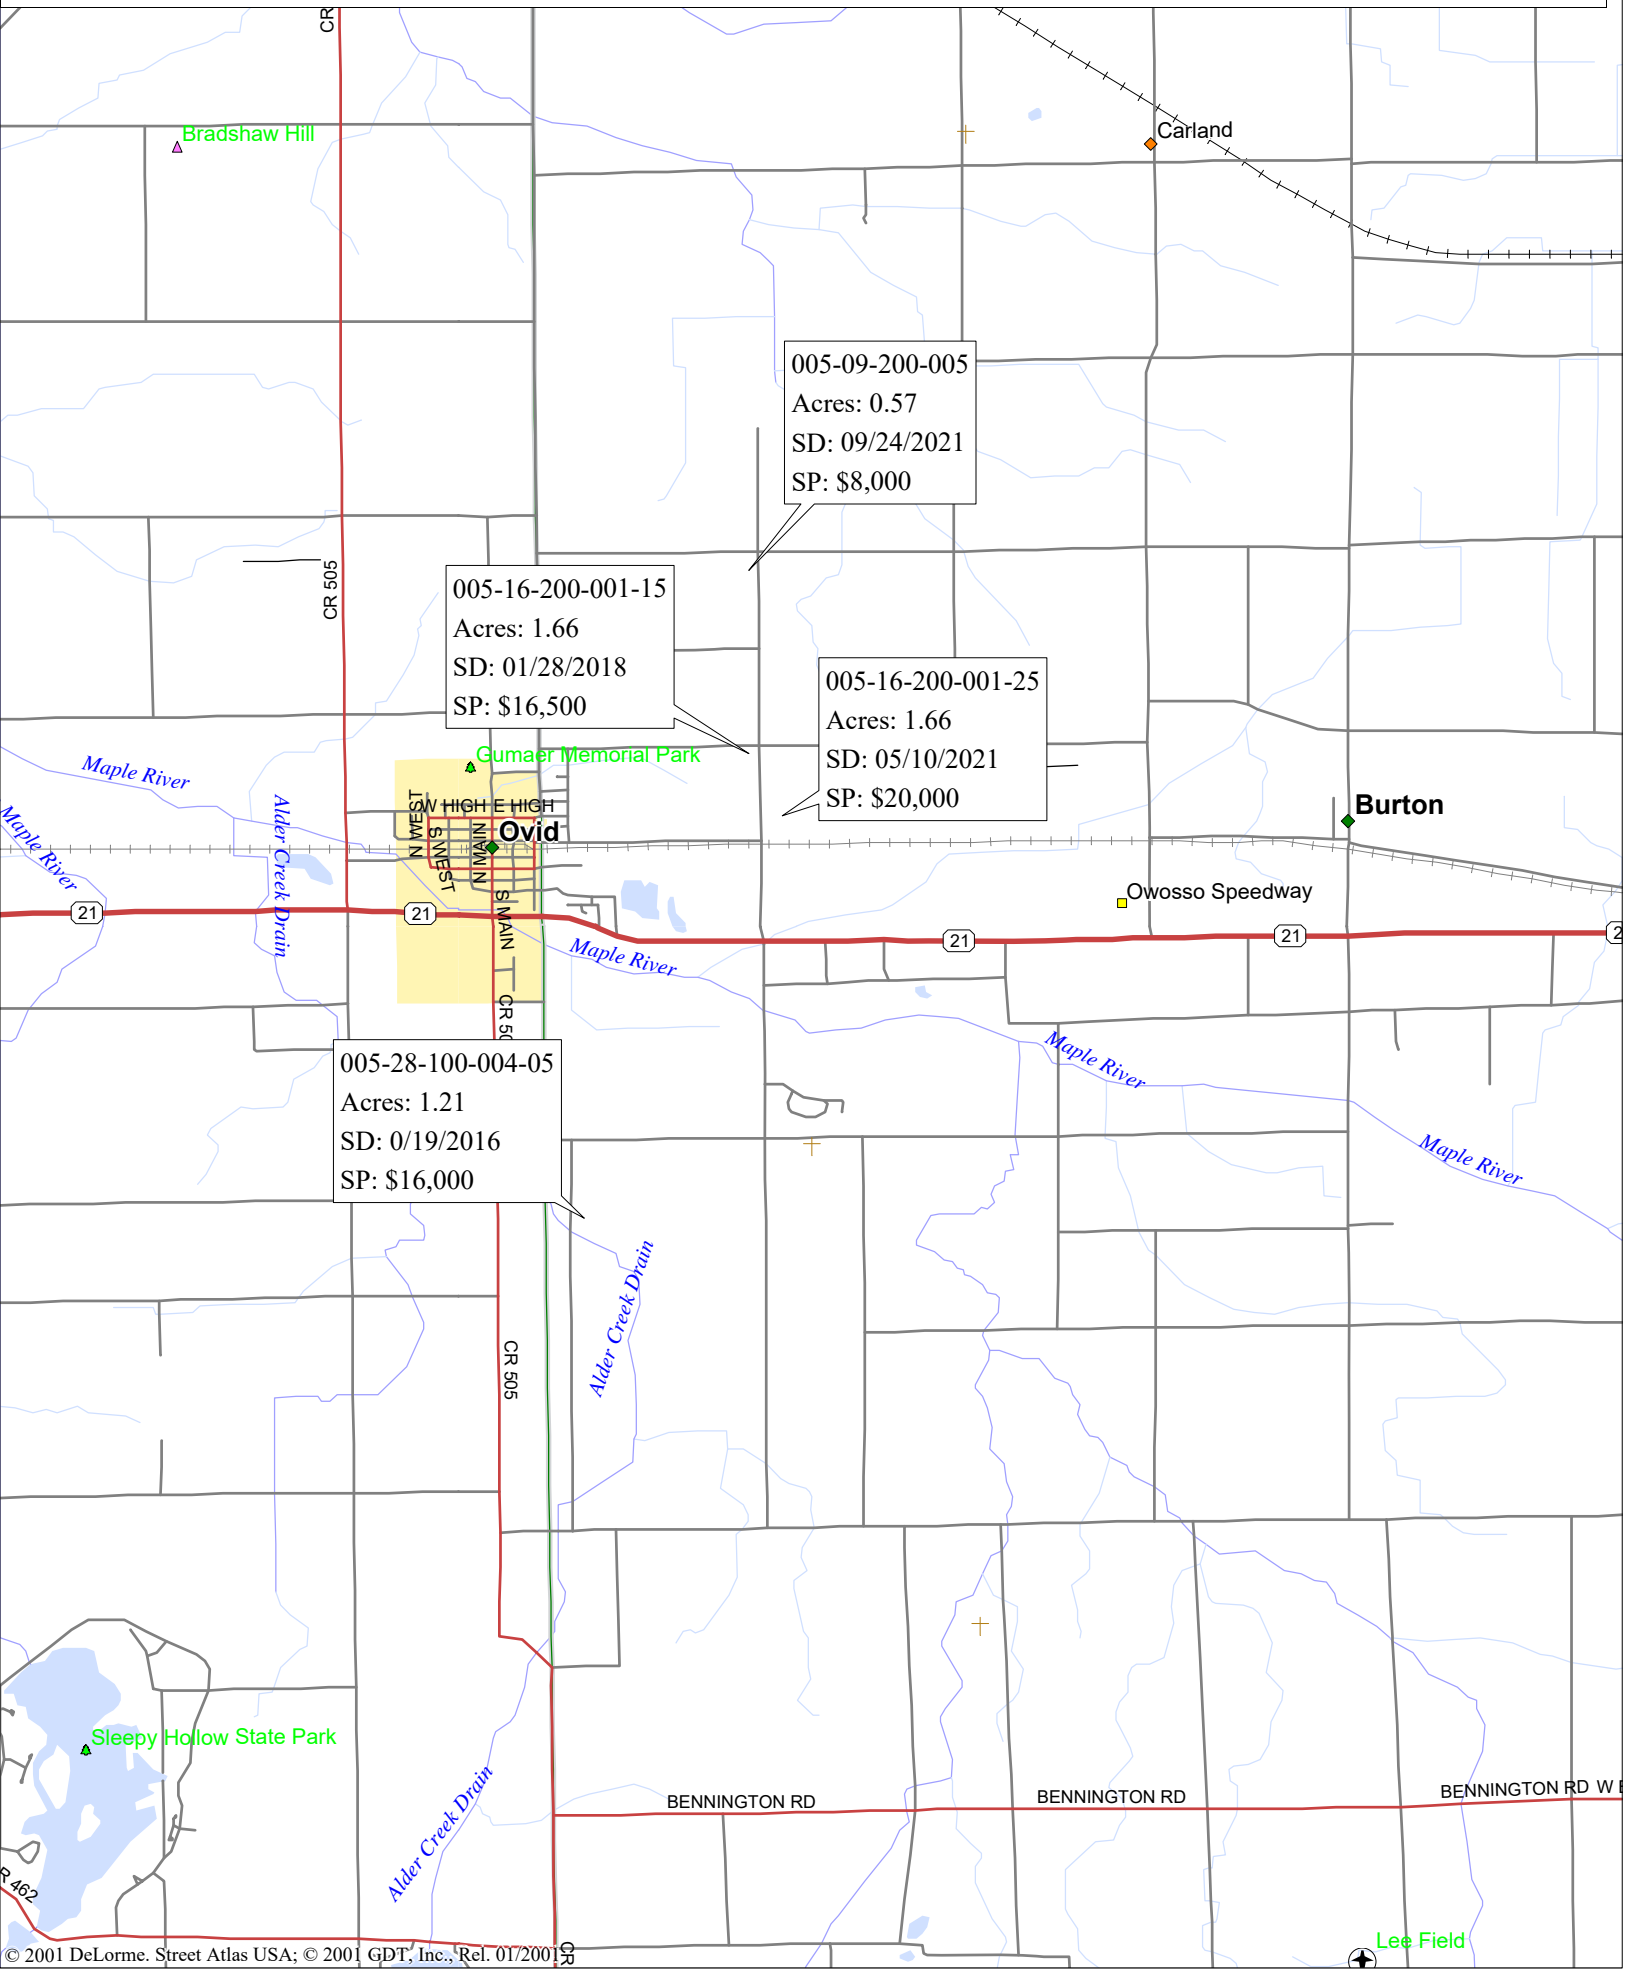 CR
Bradshaw Hill
Carland
005-09-200-005
Acres: 0.57
SD: 09/24/2021
SP: $8,000
CR 505
005-16-200-001-15
Acres: 1.66
SD: 01/28/2018
SP: $16,500
005-16-200-001-25
Acres: 1.66
SD: 05/10/2021
SP: $20,000
Gumaer Memorial Park
Maple River
Maple River
Alder Creek Drain
N WEST
W HIGH
E HIGH
S WEST
N MAIN
Ovid
Burton
Owosso Speedway
21
21
S MAIN
21
21
2
Maple River
CR 50
Maple River
005-28-100-004-05
Acres: 1.21
SD: 0/19/2016
SP: $16,000
Maple River
Alder Creek Drain
CR 505
Sleepy Hollow State Park
Alder Creek Drain
BENNINGTON RD
BENNINGTON RD
BENNINGTON RD W
R 462
Lee Field
© 2001 DeLorme. Street Atlas USA; © 2001 GDT, Inc., Rel. 01/2001
CR